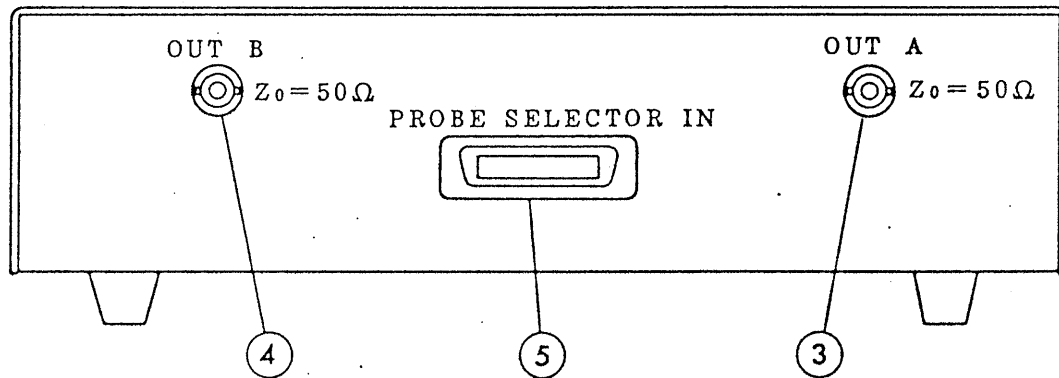 OUT B
OUT A
Z₀=50Ω
Z₀=50Ω
PROBE SELECTOR IN
4
5
3